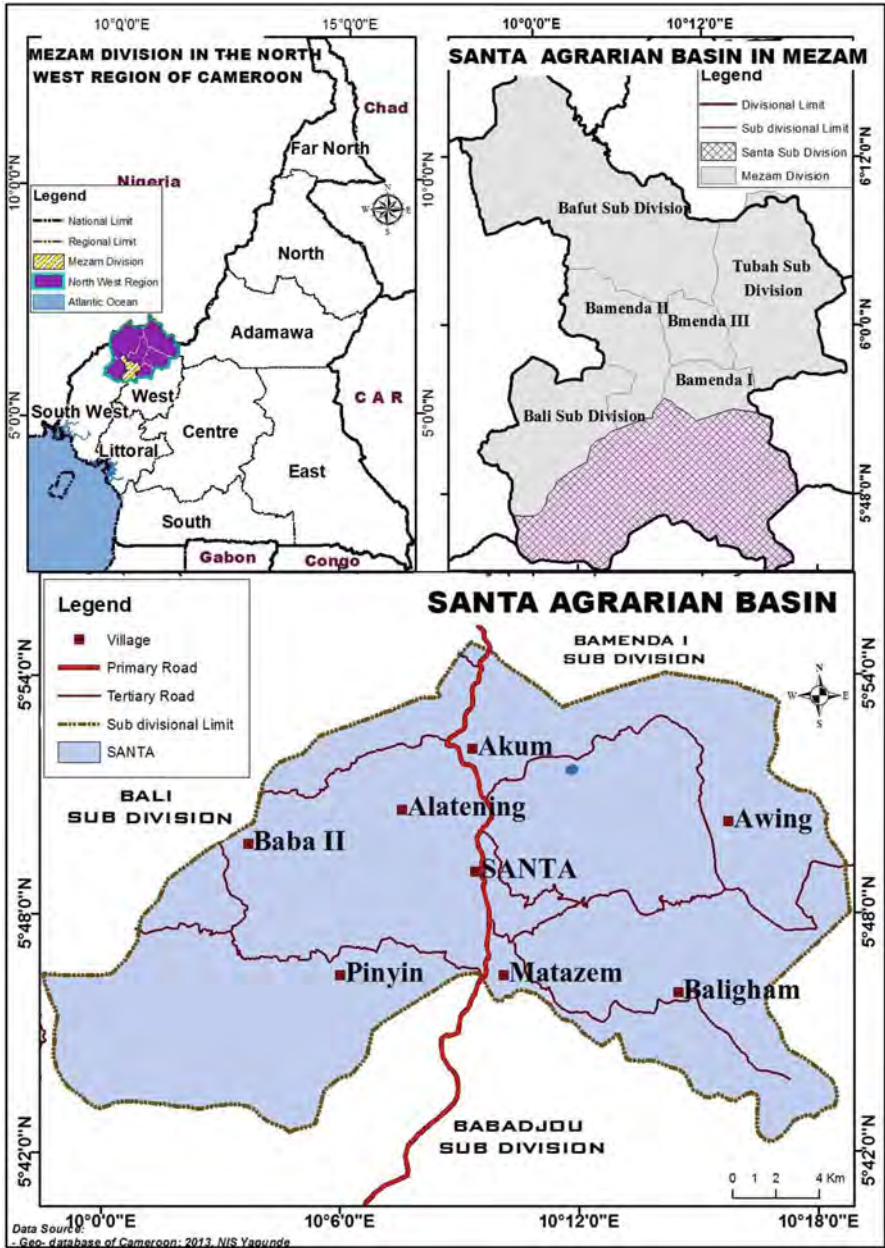 10°0'0"E
15°0'0"E
MEZAM DIVISION IN THE NORTH
WEST REGION OF CAMEROON
Chad
Far North
Nigeria
10°0'0"N
10°0'0"N
N
W
E
S
Legend
National Limit
Regional Limit
Mezam Division
North West Region
Atlantic Ocean
North
Adamawa
West
South West
5°0'0"N
5°0'0"N
C A R
Centre
Littoral
East
South
Gabon
Congo
10°0'0"E
10°12'0"E
SANTA AGRARIAN BASIN IN MEZAM
Legend
Divisional Limit
Sub divisional Limit
Santa Sub Division
Mezam Division
6°12'0"N
Bafut Sub Division
Tubah Sub
Division
Bamenda II
Bmenda III
6°0'0"N
Bamenda I
Bali Sub Division
5°48'0"N
SANTA AGRARIAN BASIN
Legend
Village
Primary Road
Tertiary Road
Sub divisional Limit
SANTA
BAMENDA I
SUB DIVISION
5°54'0"N
5°54'0"N
N
W
E
S
Akum
BALI
SUB DIVISION
Alatening
Awing
Baba II
SANTA
5°48'0"N
5°48'0"N
Pinyin
Matazem
Baligham
BABADJOU
SUB DIVISION
5°42'0"N
5°42'0"N
0 1 2 4 Km
10°0'0"E
10°6'0"E
10°12'0"E
10°18'0"E
Data Source:
- Geo- database of Cameroon; 2013, NIS Yaounde